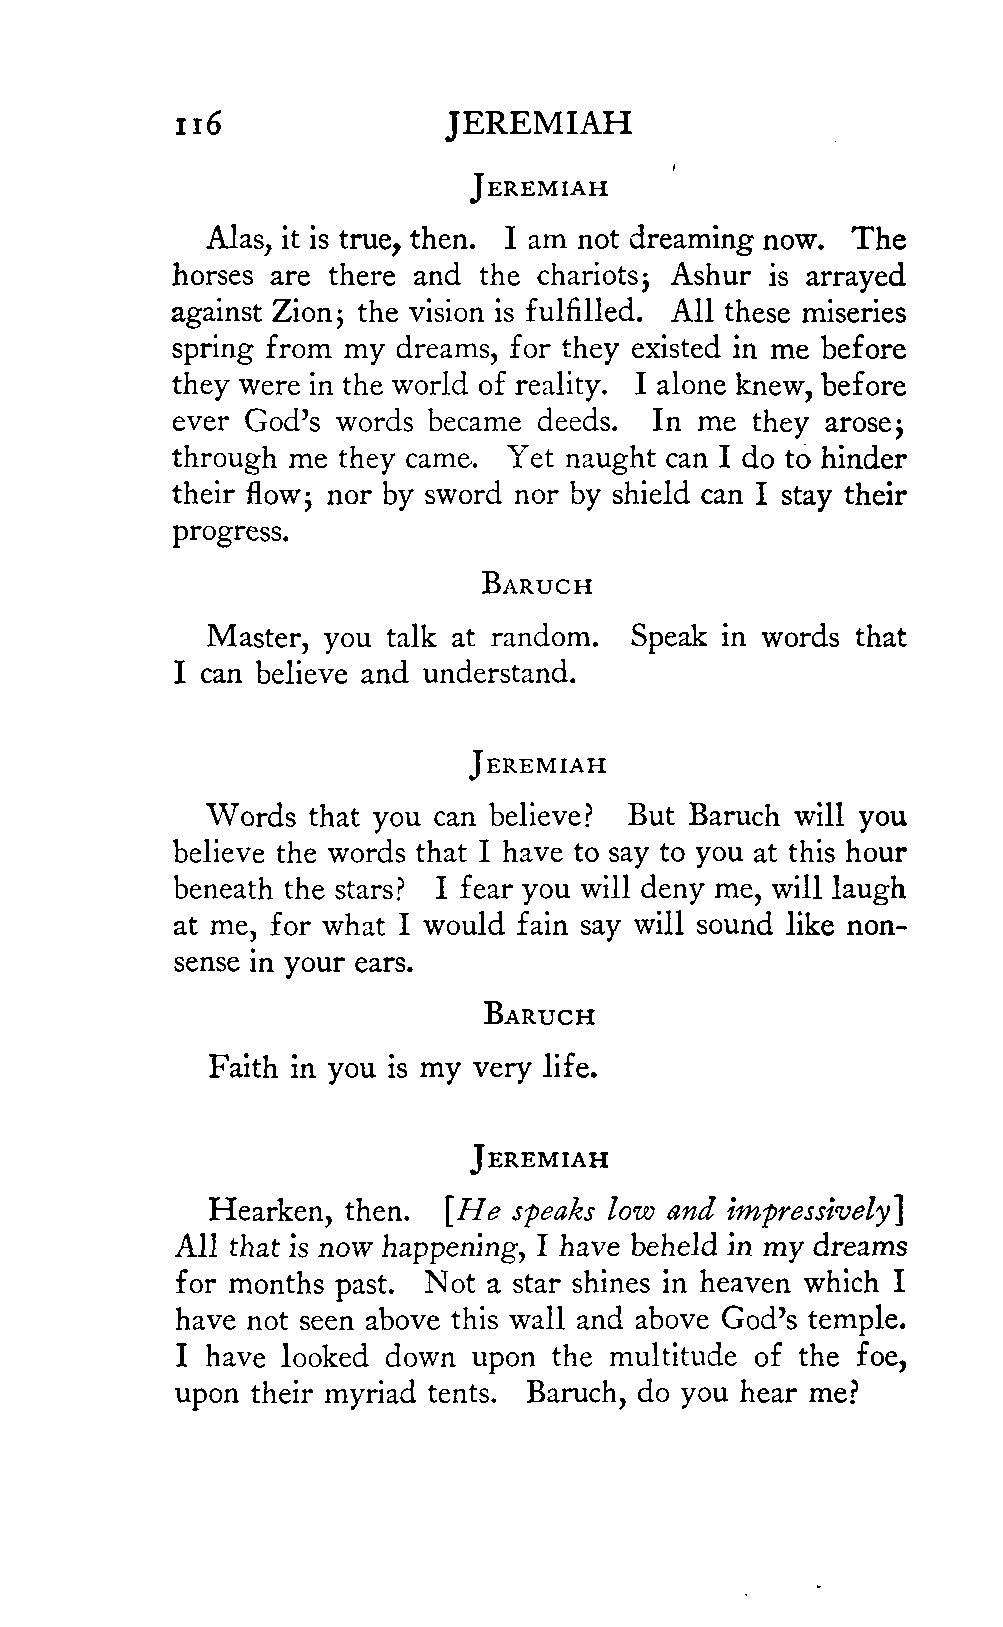 116 JEREMIAH
JEREMIAH
Alas, it is true, then. I am not dreaming now. The
horses are there and the chariots; Ashur is arrayed
against Zion; the vision is fulfilled. All these miseries
spring from my dreams, for they existed in me before
they were in the world of reality. I alone knew, before
ever God's words became deeds. In me they arose;
through me they came. Yet naught can I do to hinder
their flow; nor by sword nor by shield can I stay their
progress.
BARUCH
Master, you talk at random. Speak in words that
I can believe and understand.
JEREMIAH
Words that you can believe? But Baruch will you
believe the words that I have to say to you at this hour
beneath the stars? I fear you will deny me, will laugh
at me, for what I would fain say will sound like non-
sense in your ears.
BARUCH
Faith in you is my very life.
JEREMIAH
Hearken, then. [He speaks low and impressively]
All that is now happening, I have beheld in my dreams
for months past. Not a star shines in heaven which I
have not seen above this wall and above God's temple.
I have looked down upon the multitude of the foe,
upon their myriad tents. Baruch, do you hear me?